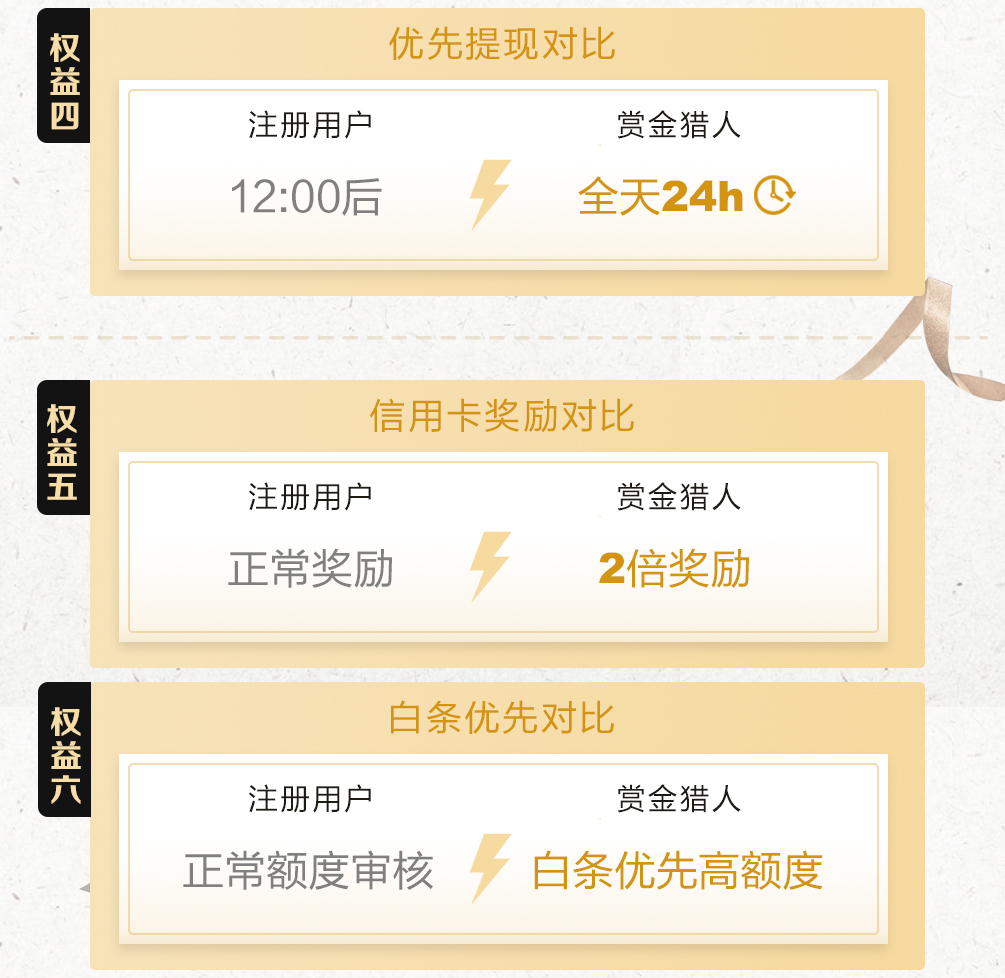 权益四
优先提现对比
注册用户
赏金猎人
12:00后
全天24h
权益五
信用卡奖励对比
注册用户
赏金猎人
正常奖励
2倍奖励
权益六
白条优先对比
注册用户
赏金猎人
正常额度审核
白条优先高额度